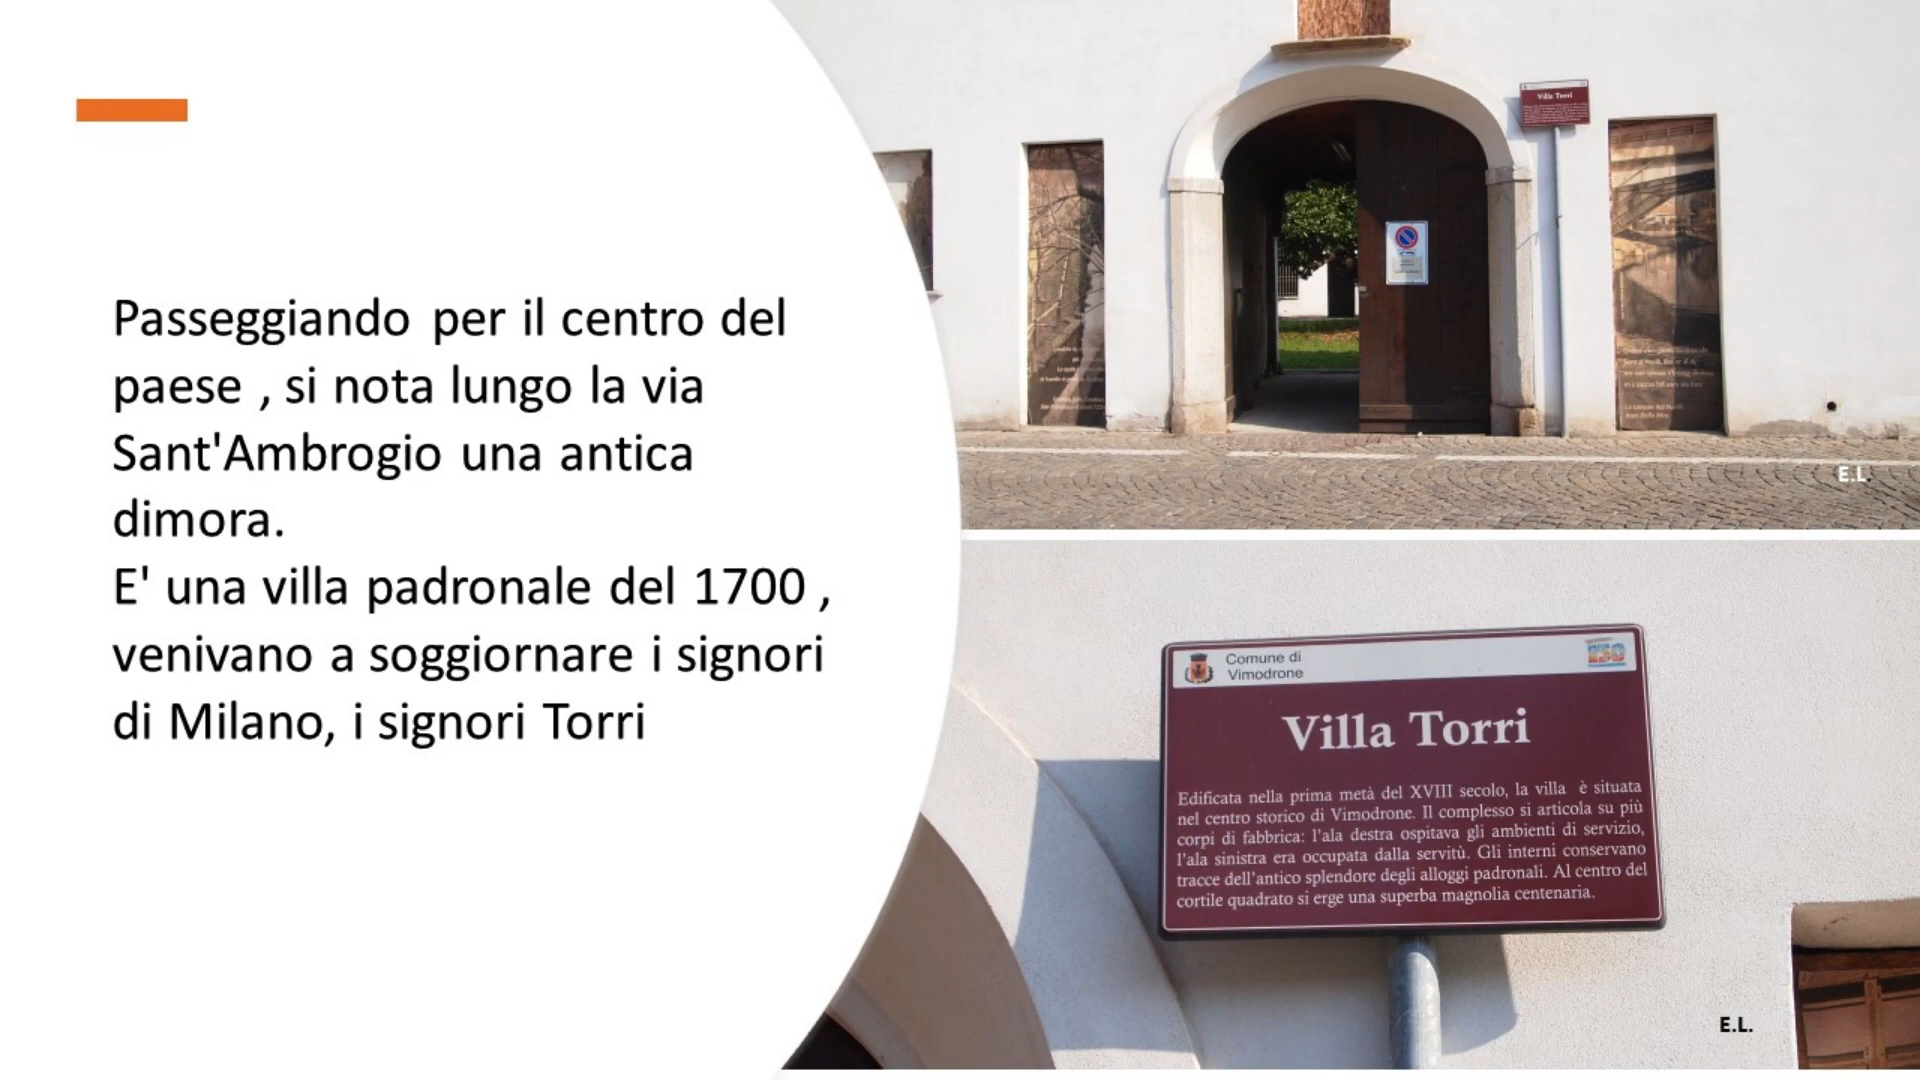 Passeggiando per il centro del
paese , si nota lungo la via
Sant'Ambrogio una antica
dimora.
E' una villa padronale del 1700 ,
venivano a soggiornare i signori
di Milano, i signori Torri
Villa Torri
E.L.
Comune di
Vimodrone
Villa Torri
Edificata nella prima metà del XVIII secolo, la villa è situata
nel centro storico di Vimodrone. Il complesso si articola su più
corpi di fabbrica: l'ala destra ospitava gli ambienti di servizio,
l'ala sinistra era occupata dalla servitù. Gli interni conservano
tracce dell'antico splendore degli alloggi padronali. Al centro del
cortile quadrato si erge una superba magnolia centenaria.
E.L.